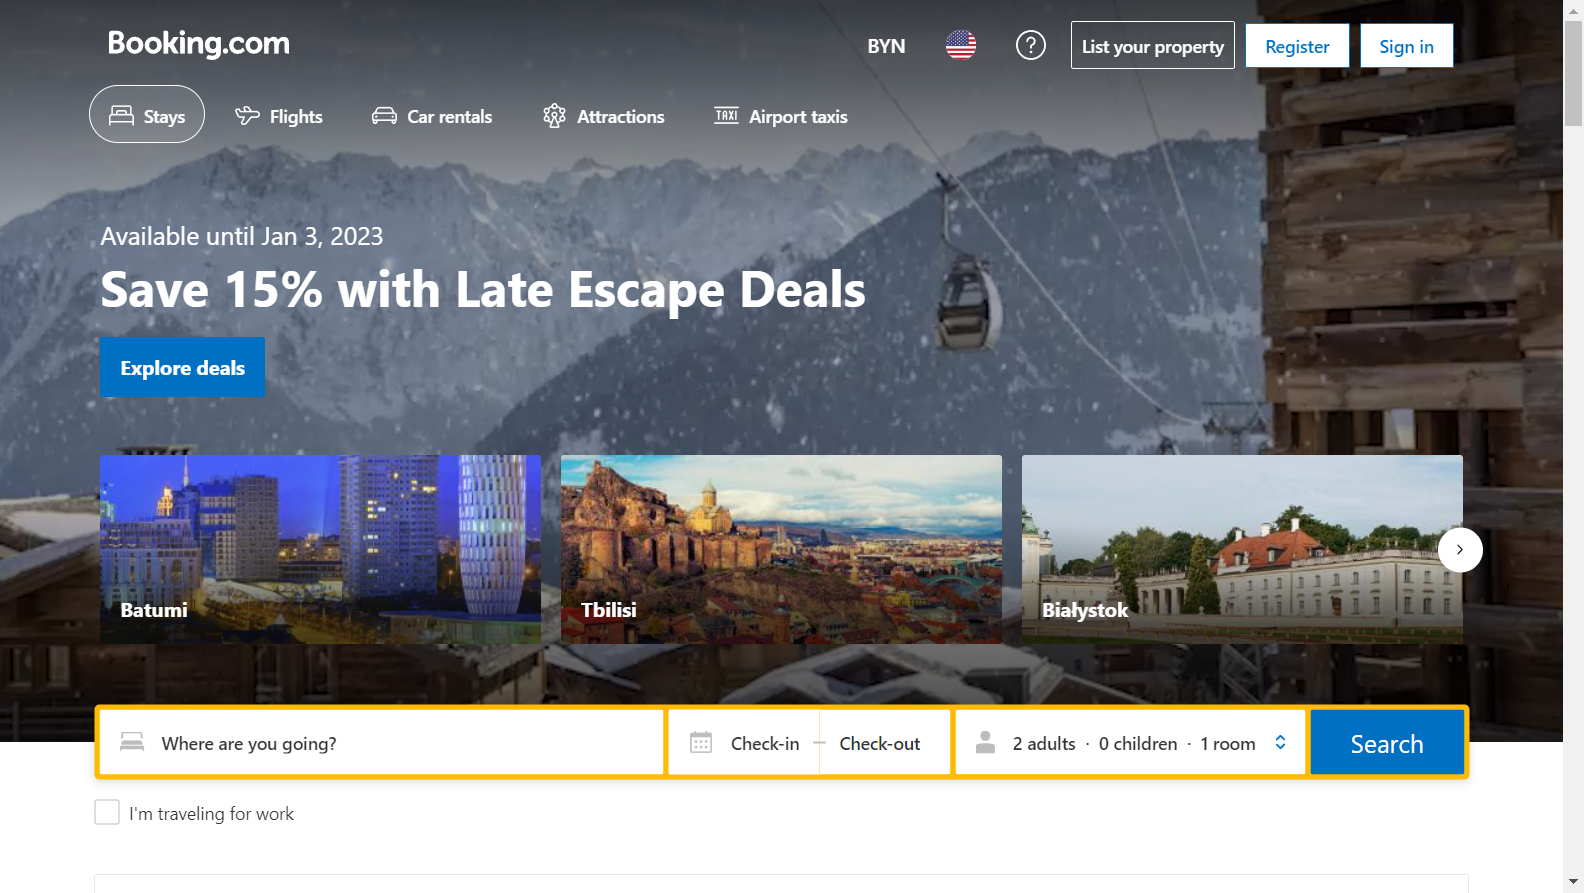 Booking.com
BYN
List your property
Register
Sign in
Stays
Flights
Car rentals
Attractions
TAXI
Airport taxis
Available until Jan 3, 2023
Save 15% with Late Escape Deals
Explore deals
Batumi
Tbilisi
Białystok
Where are you going?
Check-in — Check-out
2 adults · 0 children · 1 room
Search
I'm traveling for work